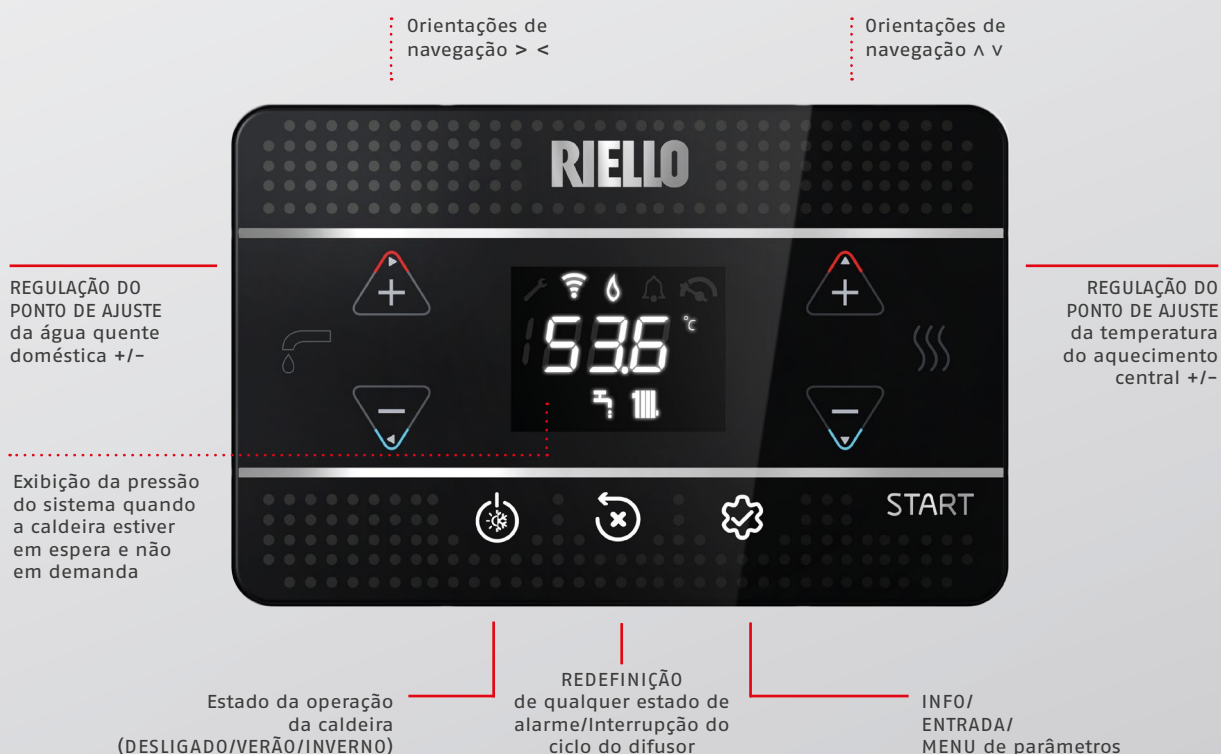 Orientações de
navegação > <
Orientações de
navegação ∧ ∨
RIELLO
REGULAÇÃO DO
PONTO DE AJUSTE
da água quente
doméstica +/-
+
+
53.6 °C
REGULAÇÃO DO
PONTO DE AJUSTE
da temperatura
do aquecimento
central +/-
−
−
Exibição da pressão
do sistema quando
a caldeira estiver
em espera e não
em demanda
START
Estado da operação
da caldeira
(DESLIGADO/VERÃO/INVERNO)
REDEFINIÇÃO
de qualquer estado de
alarme/Interrupção do
ciclo do difusor
INFO/
ENTRADA/
MENU de parâmetros